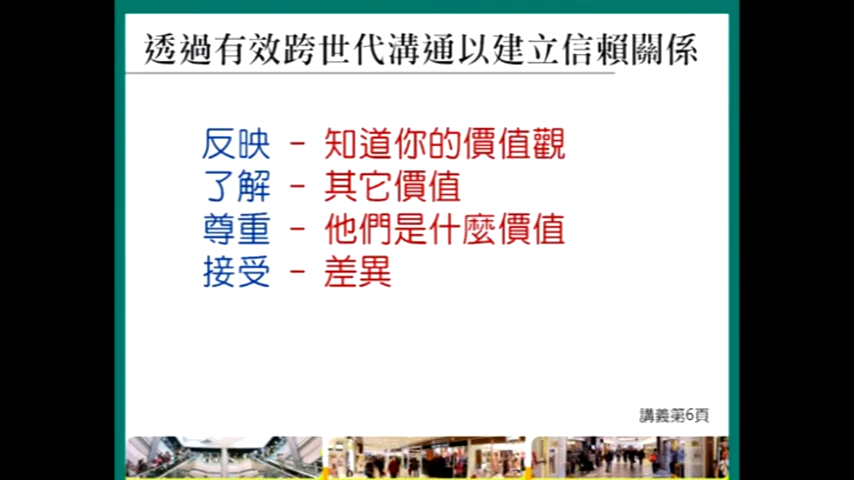 透過有效跨世代溝通以建立信賴關係
反映 - 知道你的價值觀
了解 - 其它價值
尊重 - 他們是什麼價值
接受 - 差異
講義第6頁